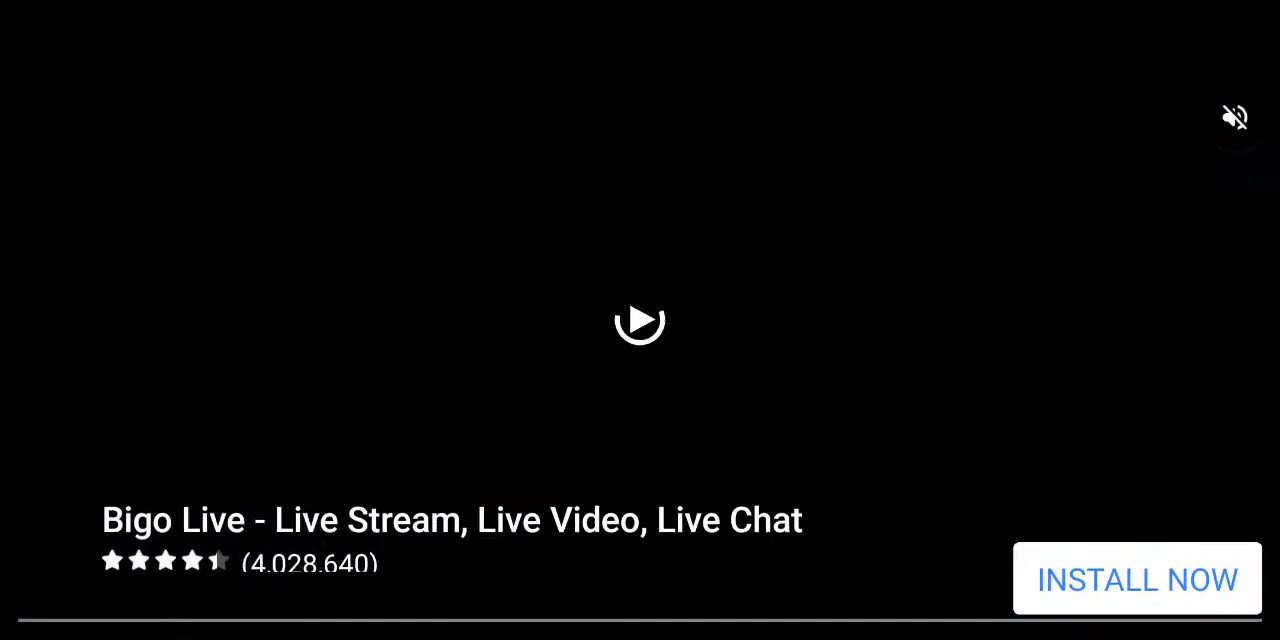 Bigo Live - Live Stream, Live Video, Live Chat
(4.028.640)
INSTALL NOW